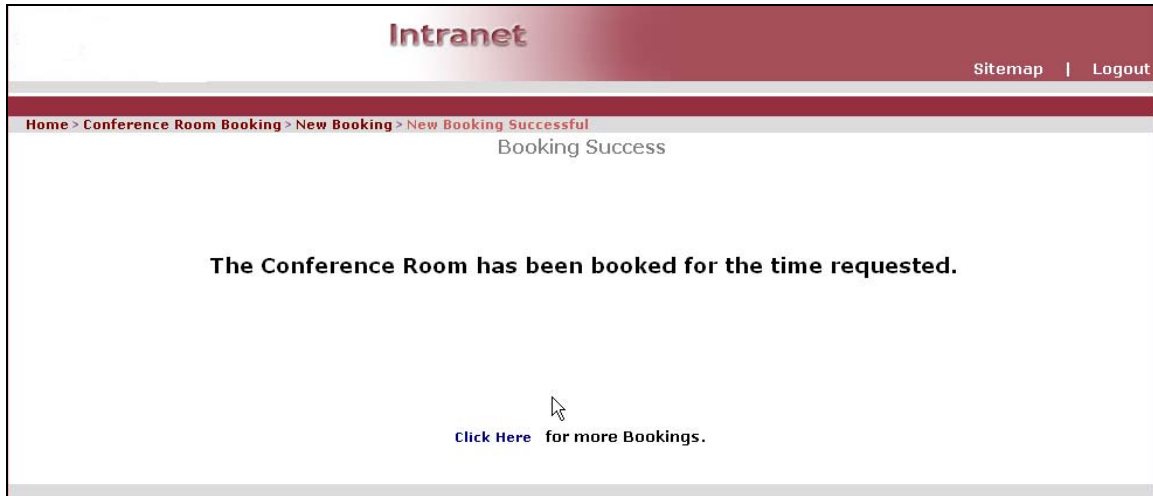 Intranet
Sitemap | Logout
Home > Conference Room Booking > New Booking > New Booking Successful
Booking Success
The Conference Room has been booked for the time requested.
Click Here for more Bookings.